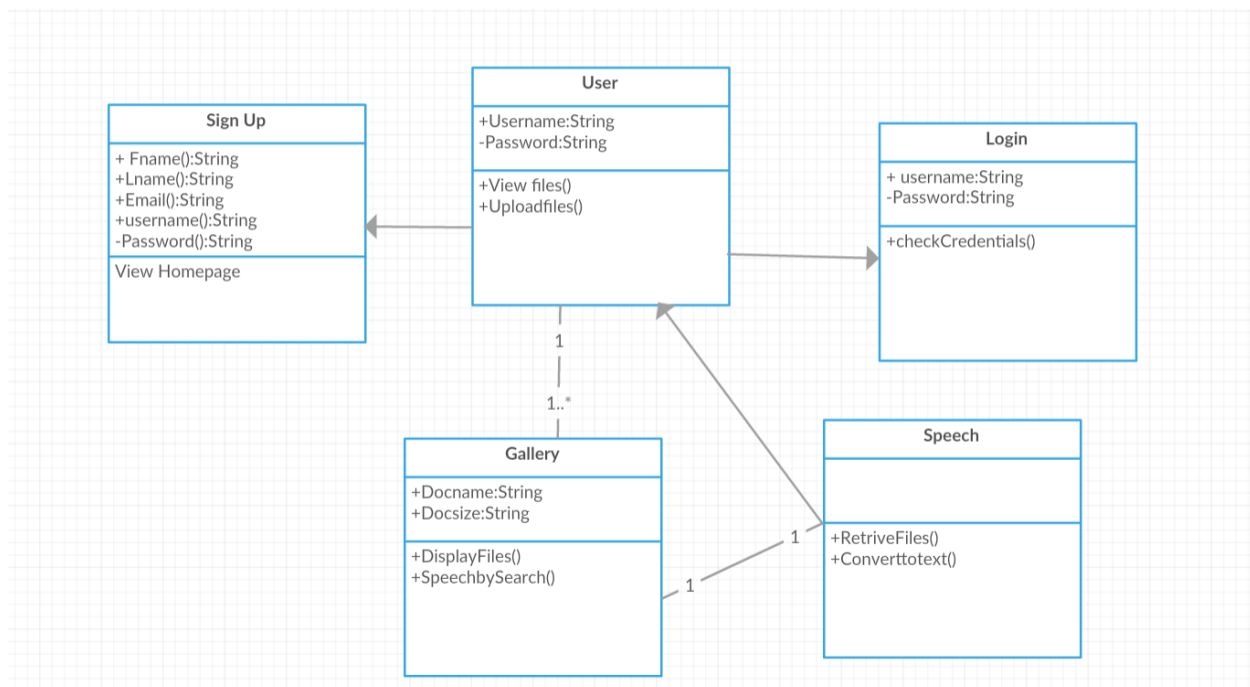 User
+Username:String
-Password:String
+View files()
+Uploadfiles()
Sign Up
+ Fname():String
+Lname():String
+Email():String
+username():String
-Password():String
View Homepage
Login
+ username:String
-Password:String
+checkCredentials()
1
1..*
Gallery
+Docname:String
+Docsize:String
+DisplayFiles()
+SpeechbySearch()
1
1
Speech
+RetriveFiles()
+Converttotext()